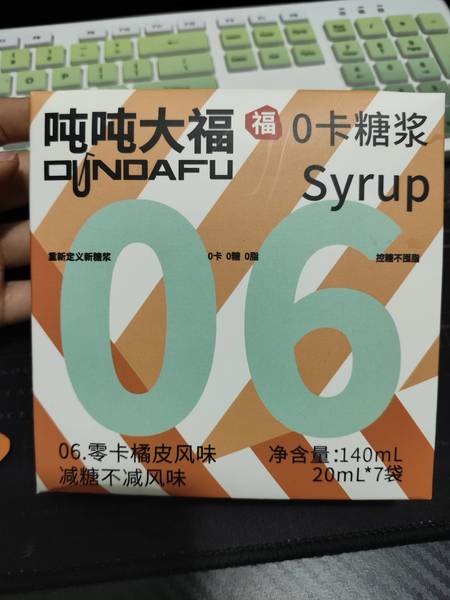 吨吨大福
福
0卡糖浆
DUNDAFU
Syrup
06
重新定义新糖浆
0卡 0糖 0脂
控糖不囤脂
06.零卡橘皮风味
净含量:140mL
减糖不减风味
20mL*7袋